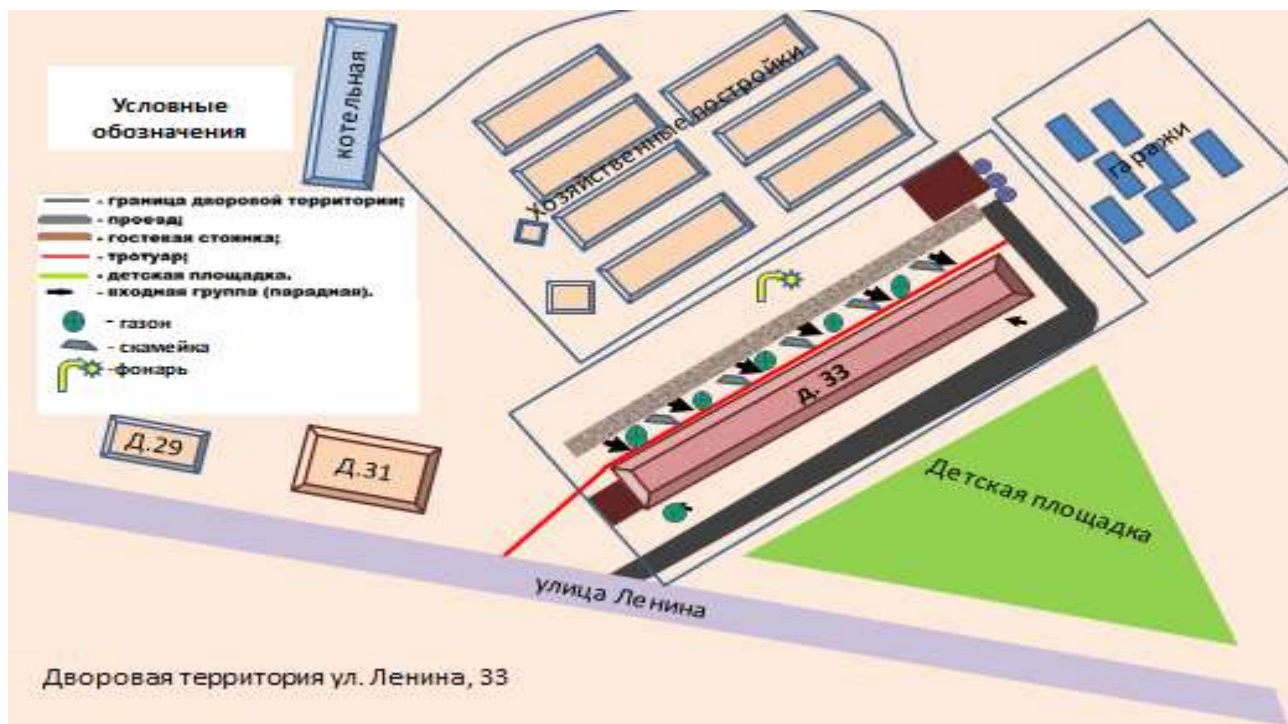 Условные
обозначения
- граница дворовой территории;
- проезд;
- гостевая стоянка;
- тротуар;
- детская площадка.
- входная группа (парадная).
- газон
- скамейка
-фонарь
котельная
Хозяйственные постройки
гаражи
д. 33
Д.29
Д.31
Детская площадка
улица Ленина
Дворовая территория ул. Ленина, 33